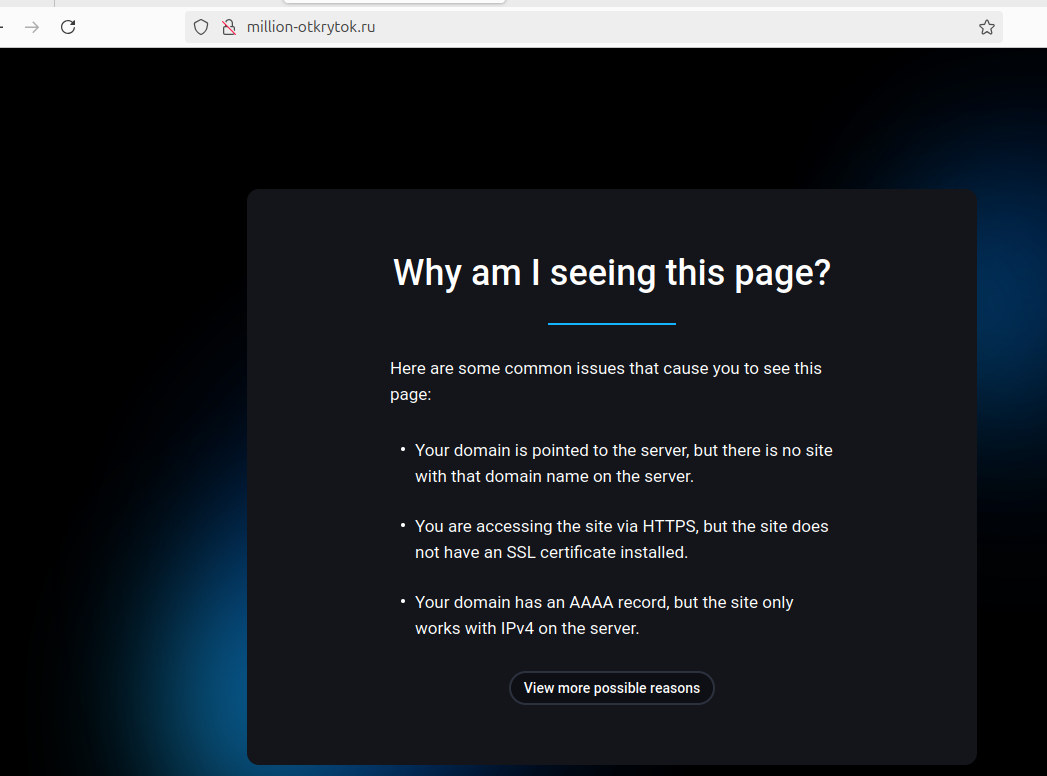 million-otkrytok.ru
Why am I seeing this page?
Here are some common issues that cause you to see this
page:
• Your domain is pointed to the server, but there is no site
with that domain name on the server.
• You are accessing the site via HTTPS, but the site does
not have an SSL certificate installed.
• Your domain has an AAAA record, but the site only
works with IPv4 on the server.
View more possible reasons